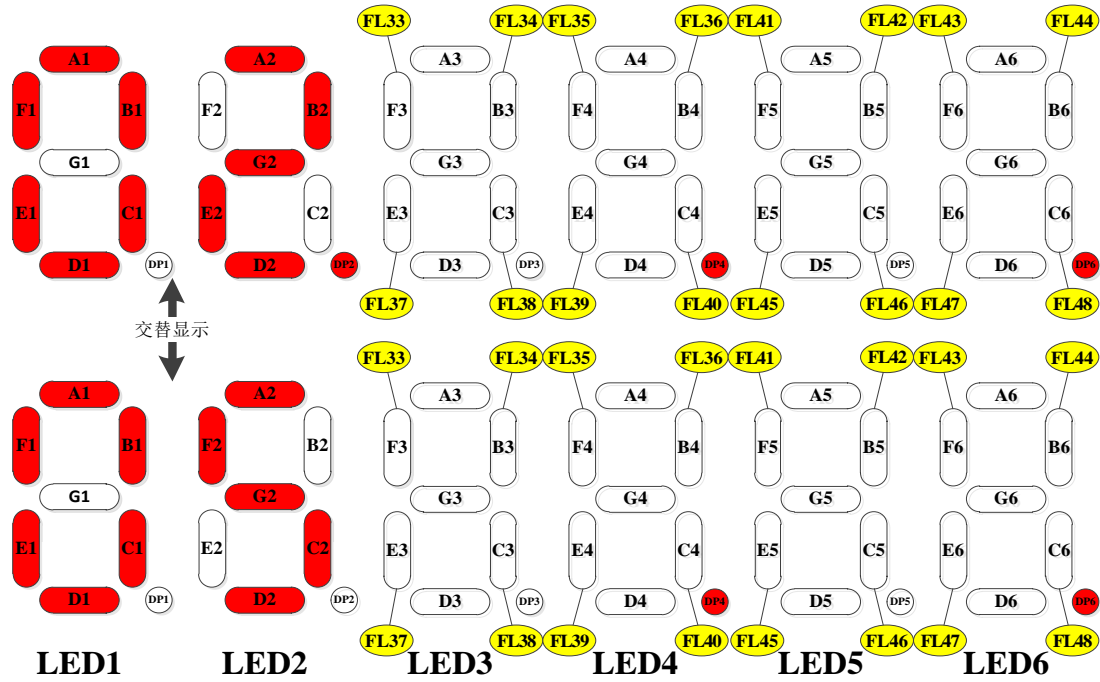 FL33 FL34 FL35 FL36 FL41 FL42 FL43 FL44
A1 A2 A3 A4 A5 A6
F1 B1 F2 B2 F3 B3 F4 B4 F5 B5 F6 B6
G1 G2 G3 G4 G5 G6
E1 C1 E2 C2 E3 C3 E4 C4 E5 C5 E6 C6
D1 DP1 D2 DP2 D3 DP3 D4 DP4 D5 DP5 D6 DP6
FL37 FL38 FL39 FL40 FL45 FL46 FL47 FL48
交替显示
FL33 FL34 FL35 FL36 FL41 FL42 FL43 FL44
A1 A2 A3 A4 A5 A6
F1 B1 F2 B2 F3 B3 F4 B4 F5 B5 F6 B6
G1 G2 G3 G4 G5 G6
E1 C1 E2 C2 E3 C3 E4 C4 E5 C5 E6 C6
D1 DP1 D2 DP2 D3 DP3 D4 DP4 D5 DP5 D6 DP6
FL37 FL38 FL39 FL40 FL45 FL46 FL47 FL48
LED1 LED2 LED3 LED4 LED5 LED6